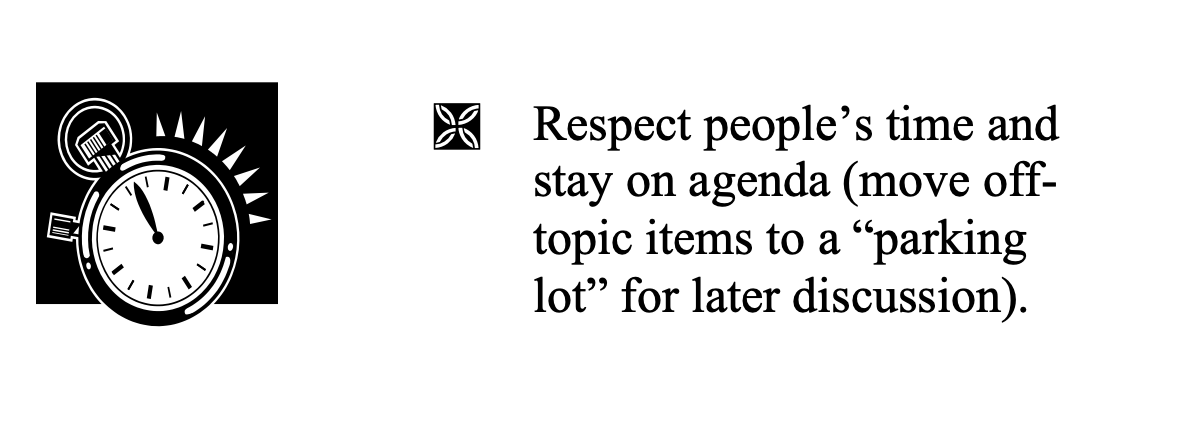 Respect people’s time and
stay on agenda (move off-
topic items to a “parking
lot” for later discussion).